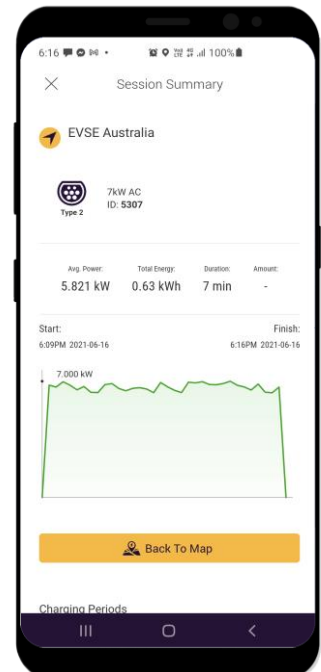 6:16 100%
Session Summary
EVSE Australia
7kW AC
ID: 5307
Type 2
Avg. Power: Total Energy: Duration: Amount:
5.821 kW 0.63 kWh 7 min -
Start: Finish:
6:09PM 2021-06-16 6:16PM 2021-06-16
7.000 kW
Back To Map
Charging Periods